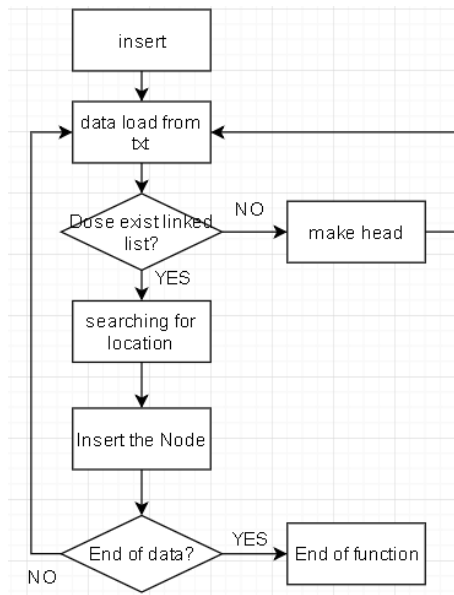 insert
data load from
txt
Dose exist linked
list?
NO
make head
YES
searching for
location
Insert the Node
End of data?
YES
End of function
NO